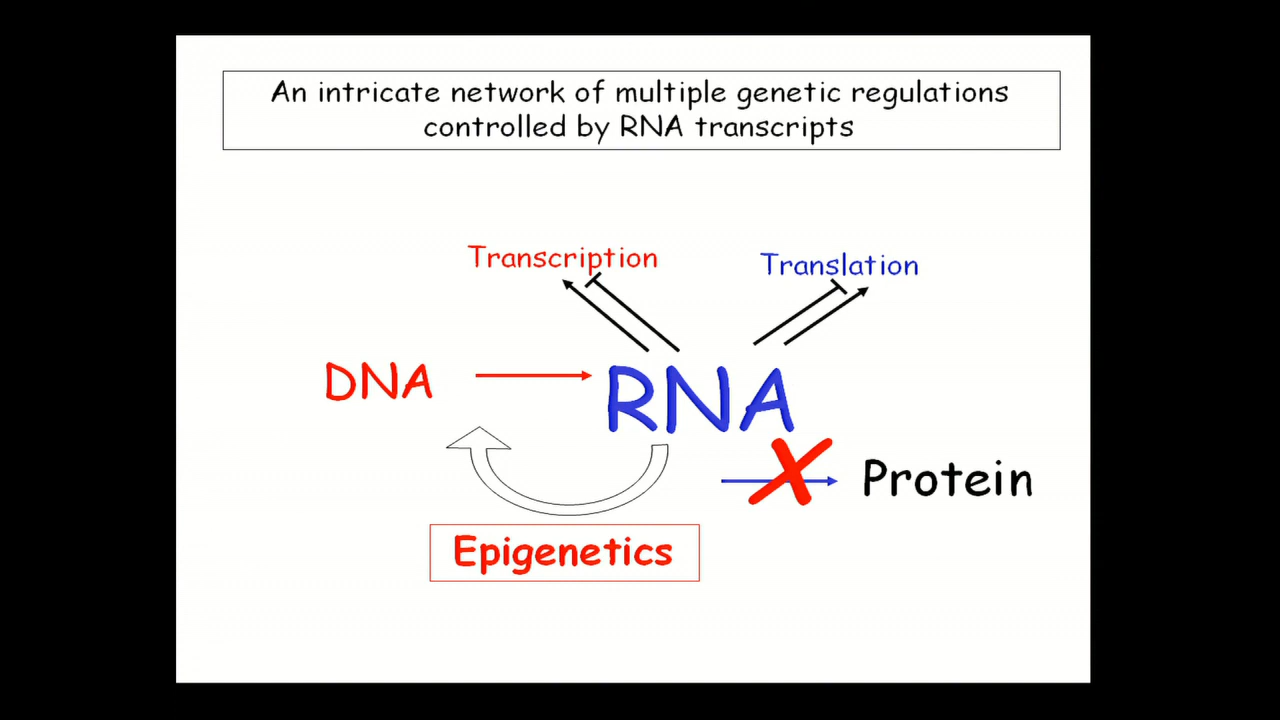 An intricate network of multiple genetic regulations
controlled by RNA transcripts
Transcription
Translation
DNA
RNA
Protein
Epigenetics